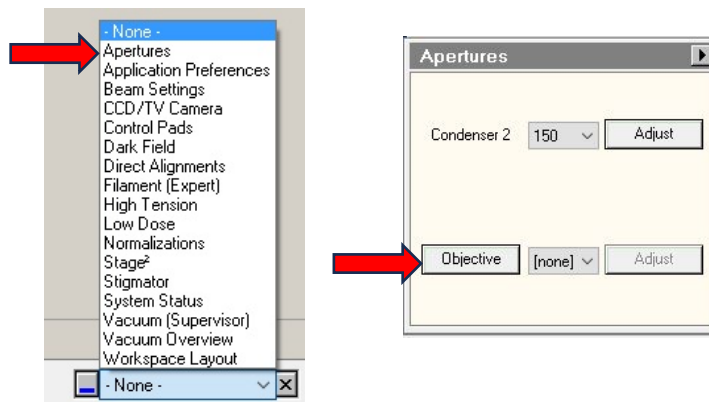 - None -
Apertures
Application Preferences
Beam Settings
CCD/TV Camera
Control Pads
Dark Field
Direct Alignments
Filament (Expert)
High Tension
Low Dose
Normalizations
Stage²
Stigmator
System Status
Vacuum (Supervisor)
Vacuum Overview
Workspace Layout
- None -
Apertures
Condenser 2 150 Adjust
Objective [none] Adjust